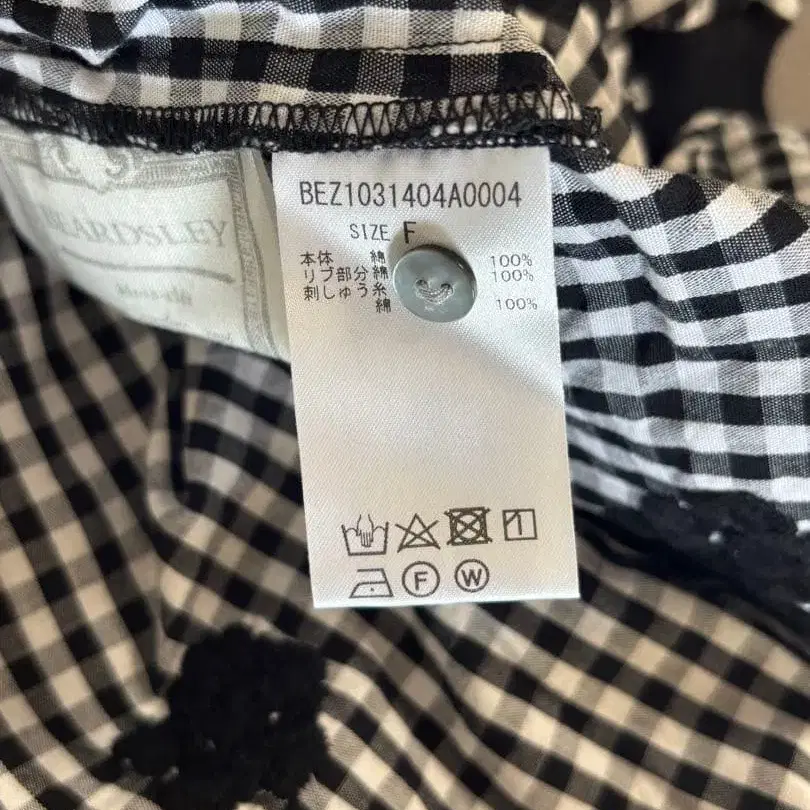 BEARDSLEY
BEZ1031404A0004
SIZE F
本体 綿 100%
リブ部分綿 100%
刺しゅう糸
綿 100%
F W